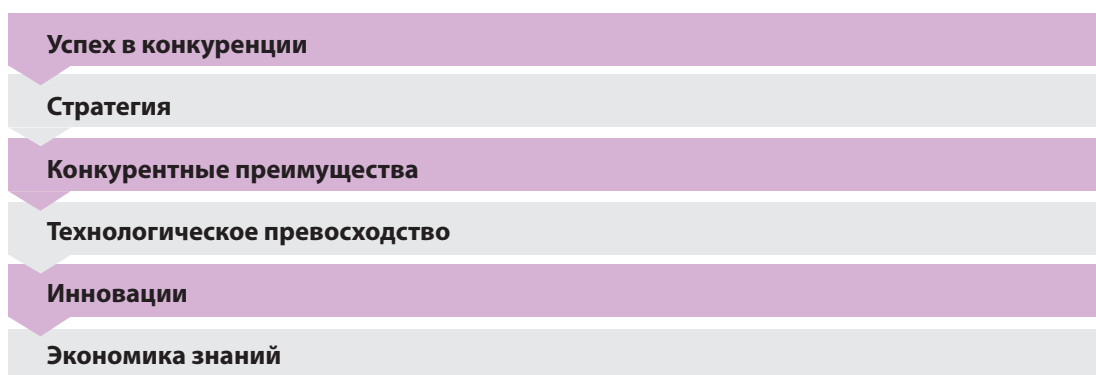 Успех в конкуренции
Стратегия
Конкурентные преимущества
Технологическое превосходство
Инновации
Экономика знаний